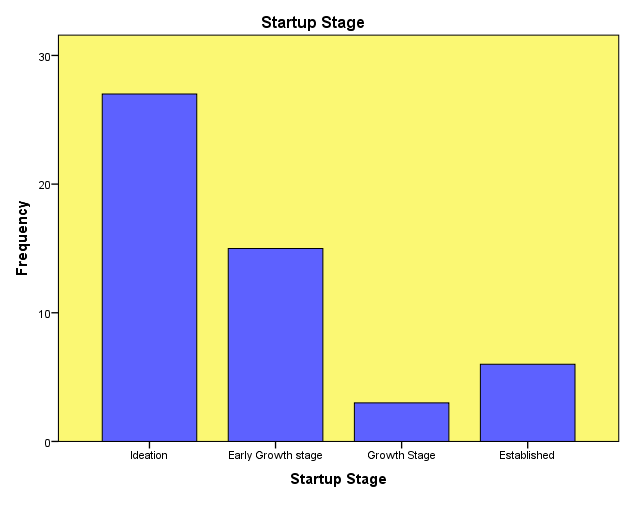 Startup Stage
30
20
10
0
Frequency
Ideation
Early Growth stage
Growth Stage
Established
Startup Stage